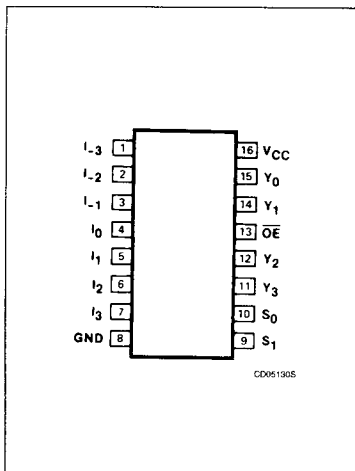 I-3 1 16 VCC
I-2 2 15 Y0
I-1 3 14 Y1
I0 4 13 OE
I1 5 12 Y2
I2 6 11 Y3
I3 7 10 S0
GND 8 9 S1
CD05130S